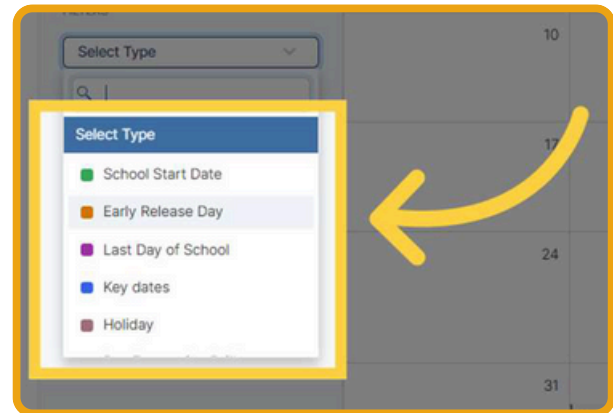 Select Type
10
Select Type
17
School Start Date
Early Release Day
Last Day of School
24
Key dates
Holiday
31